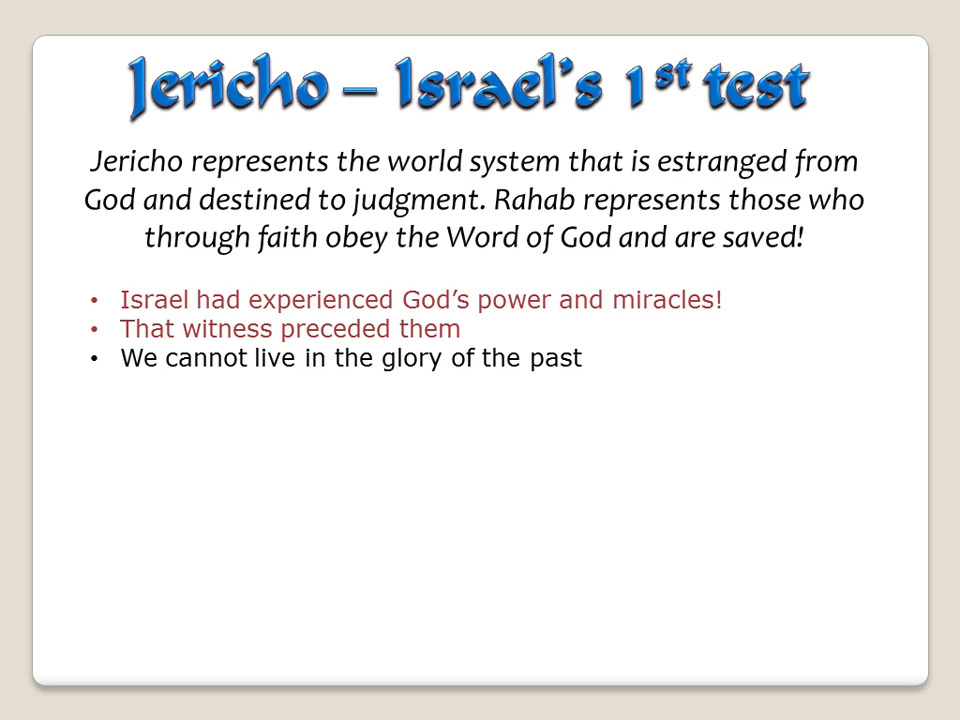 Jericho – Israel’s 1st test
Jericho represents the world system that is estranged from
God and destined to judgment. Rahab represents those who
through faith obey the Word of God and are saved!
• Israel had experienced God’s power and miracles!
• That witness preceded them
• We cannot live in the glory of the past